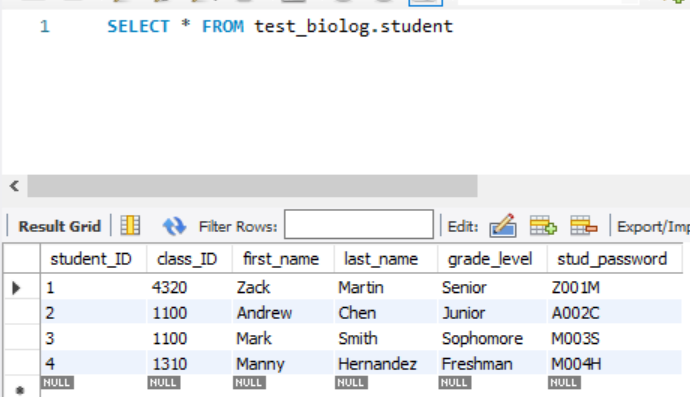 1 SELECT * FROM test_biolog.student
Result Grid Filter Rows: Edit: Export/Imp
student_ID class_ID first_name last_name grade_level stud_password
1 4320 Zack Martin Senior Z001M
2 1100 Andrew Chen Junior A002C
3 1100 Mark Smith Sophomore M003S
4 1310 Manny Hernandez Freshman M004H
NULL NULL NULL NULL NULL NULL